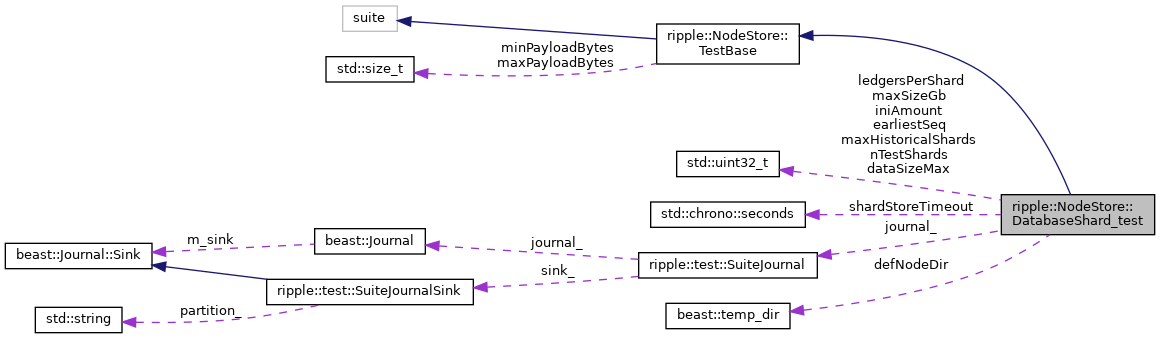 suite
ripple::NodeStore::
TestBase
minPayloadBytes
maxPayloadBytes
std::size_t
ledgersPerShard
maxSizeGb
iniAmount
earliestSeq
maxHistoricalShards
nTestShards
dataSizeMax
std::uint32_t
ripple::NodeStore::
DatabaseShard_test
shardStoreTimeout
std::chrono::seconds
journal_
m_sink
beast::Journal
journal_
beast::Journal::Sink
ripple::test::SuiteJournal
defNodeDir
sink_
ripple::test::SuiteJournalSink
partition_
std::string
beast::temp_dir